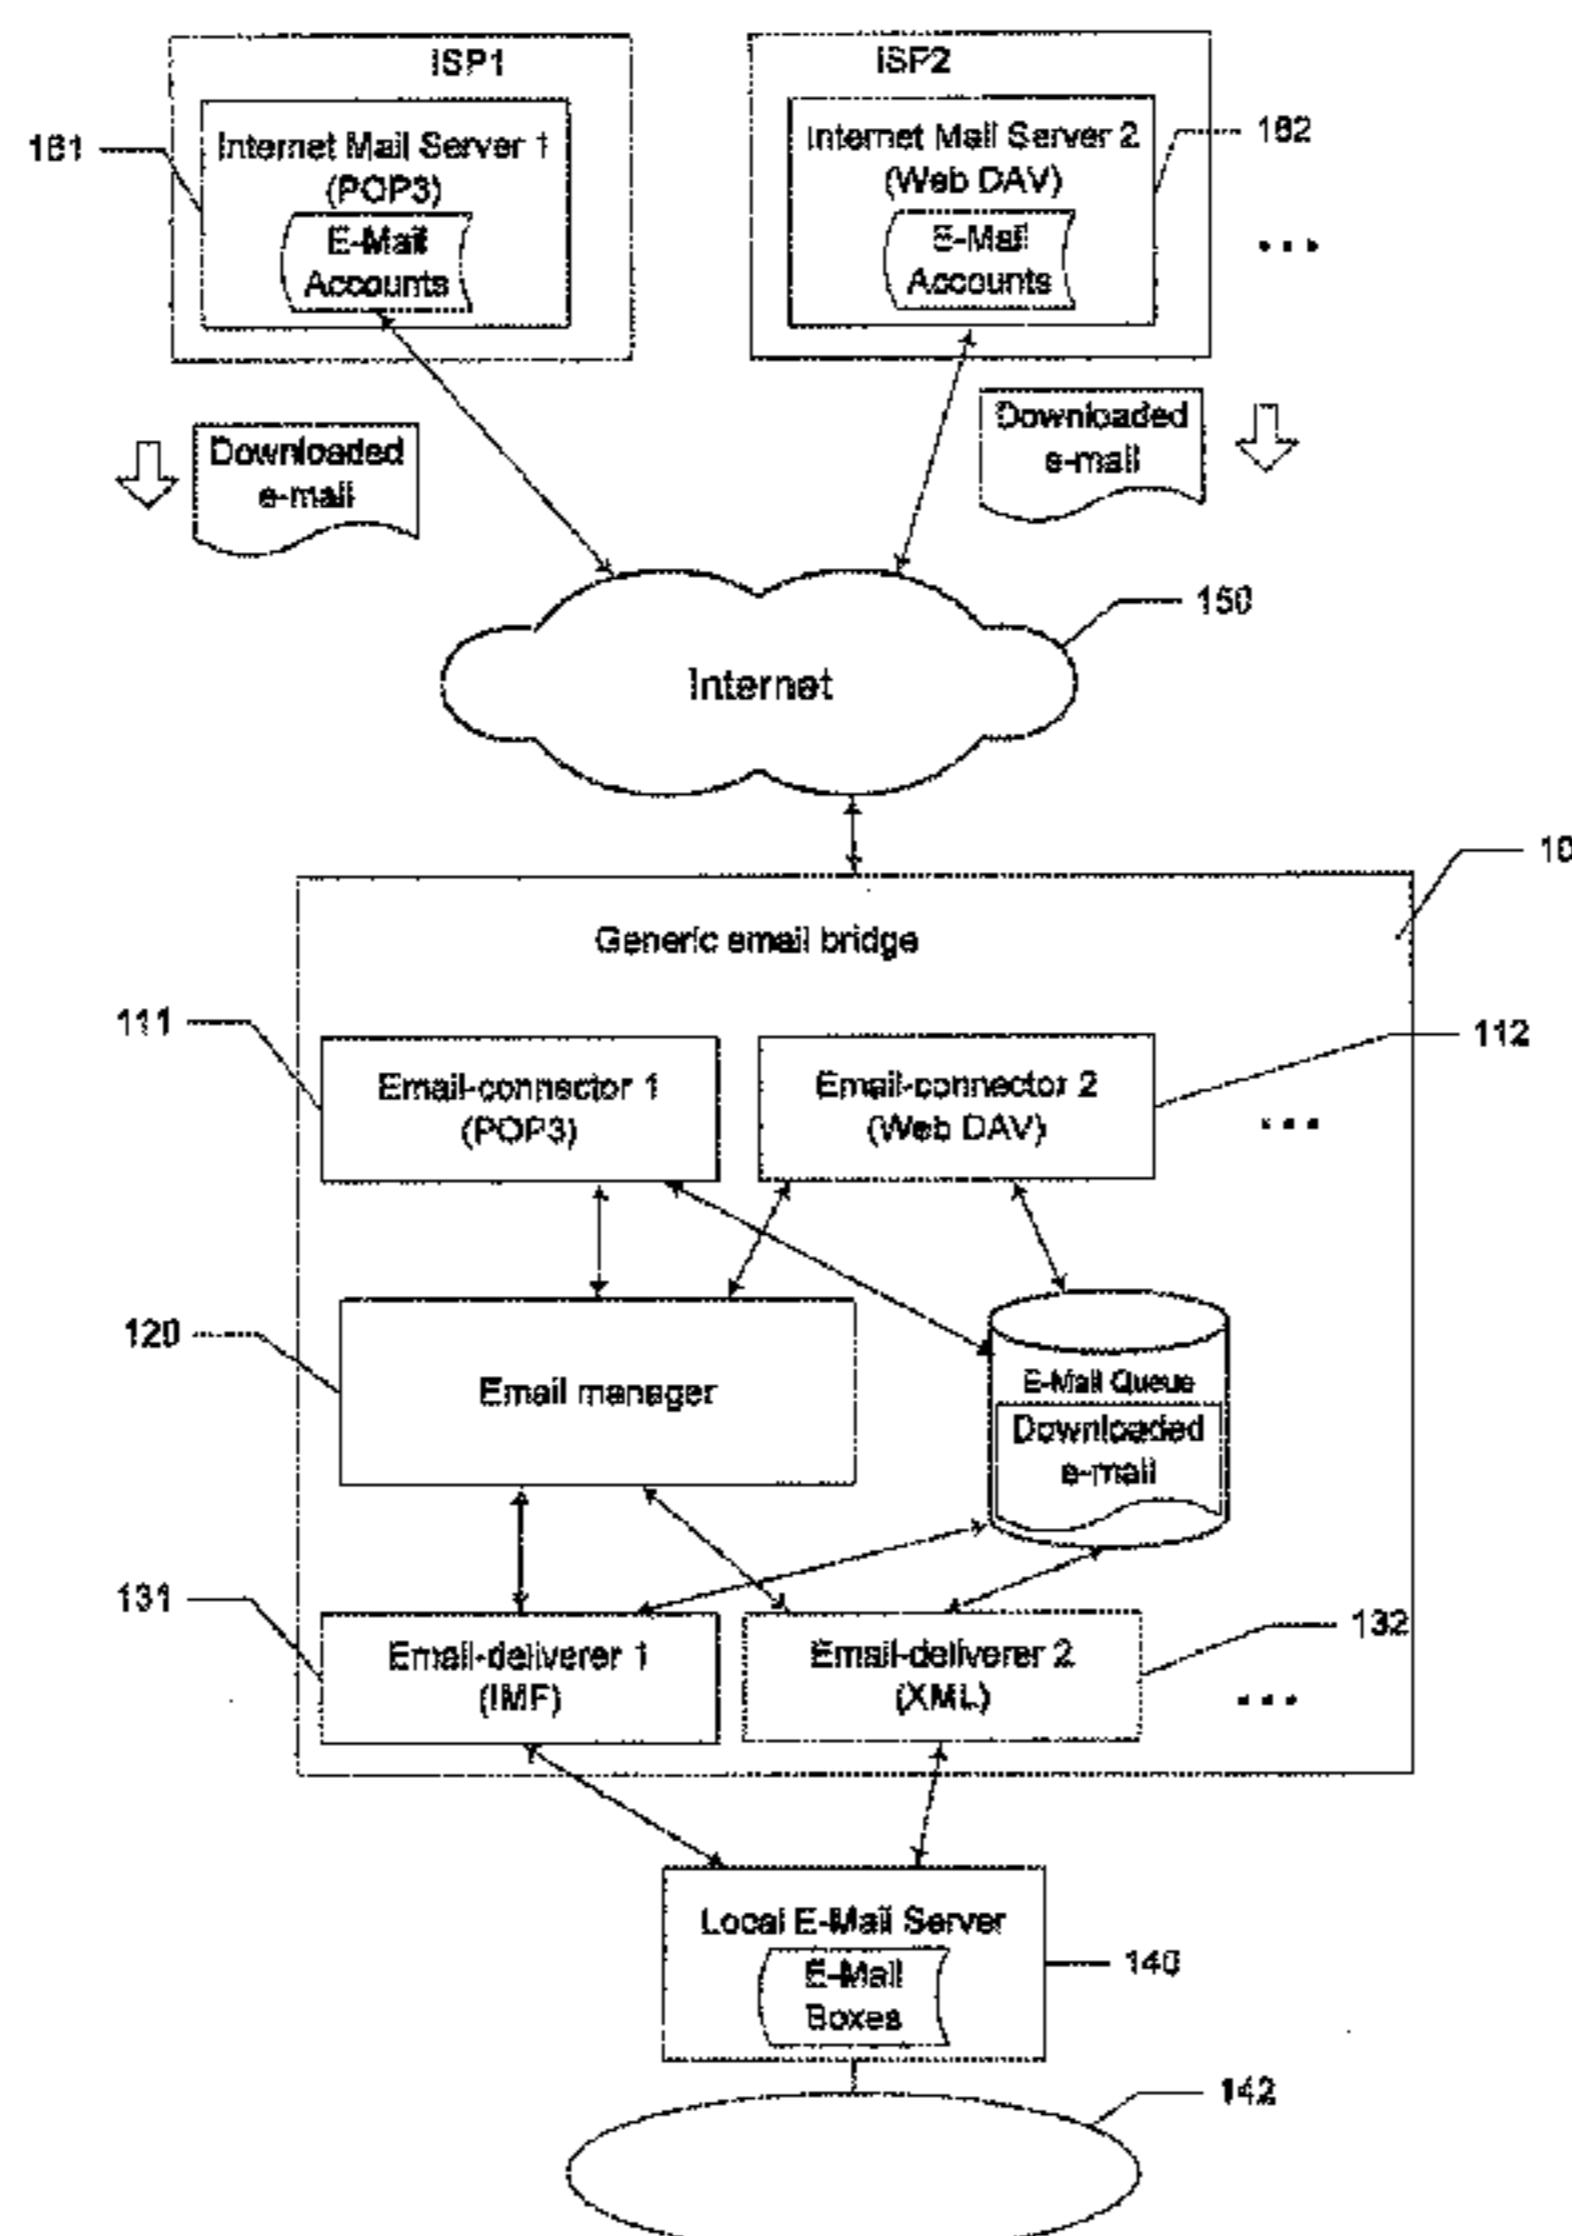 ISP1
ISP2
161
Internet Mail Server 1
(POP3)
E-Mail
Accounts
Internet Mail Server 2
(Web DAV)
E-Mail
Accounts
162
...
Downloaded
e-mail
Downloaded
e-mail
150
Internet
10
Generic email bridge
111
Email-connector 1
(POP3)
Email-connector 2
(Web DAV)
112
...
120
Email manager
E-Mail Queue
Downloaded
e-mail
131
Email-deliverer 1
(IMF)
Email-deliverer 2
(XML)
132
...
Local E-Mail Server
E-Mail
Boxes
140
142